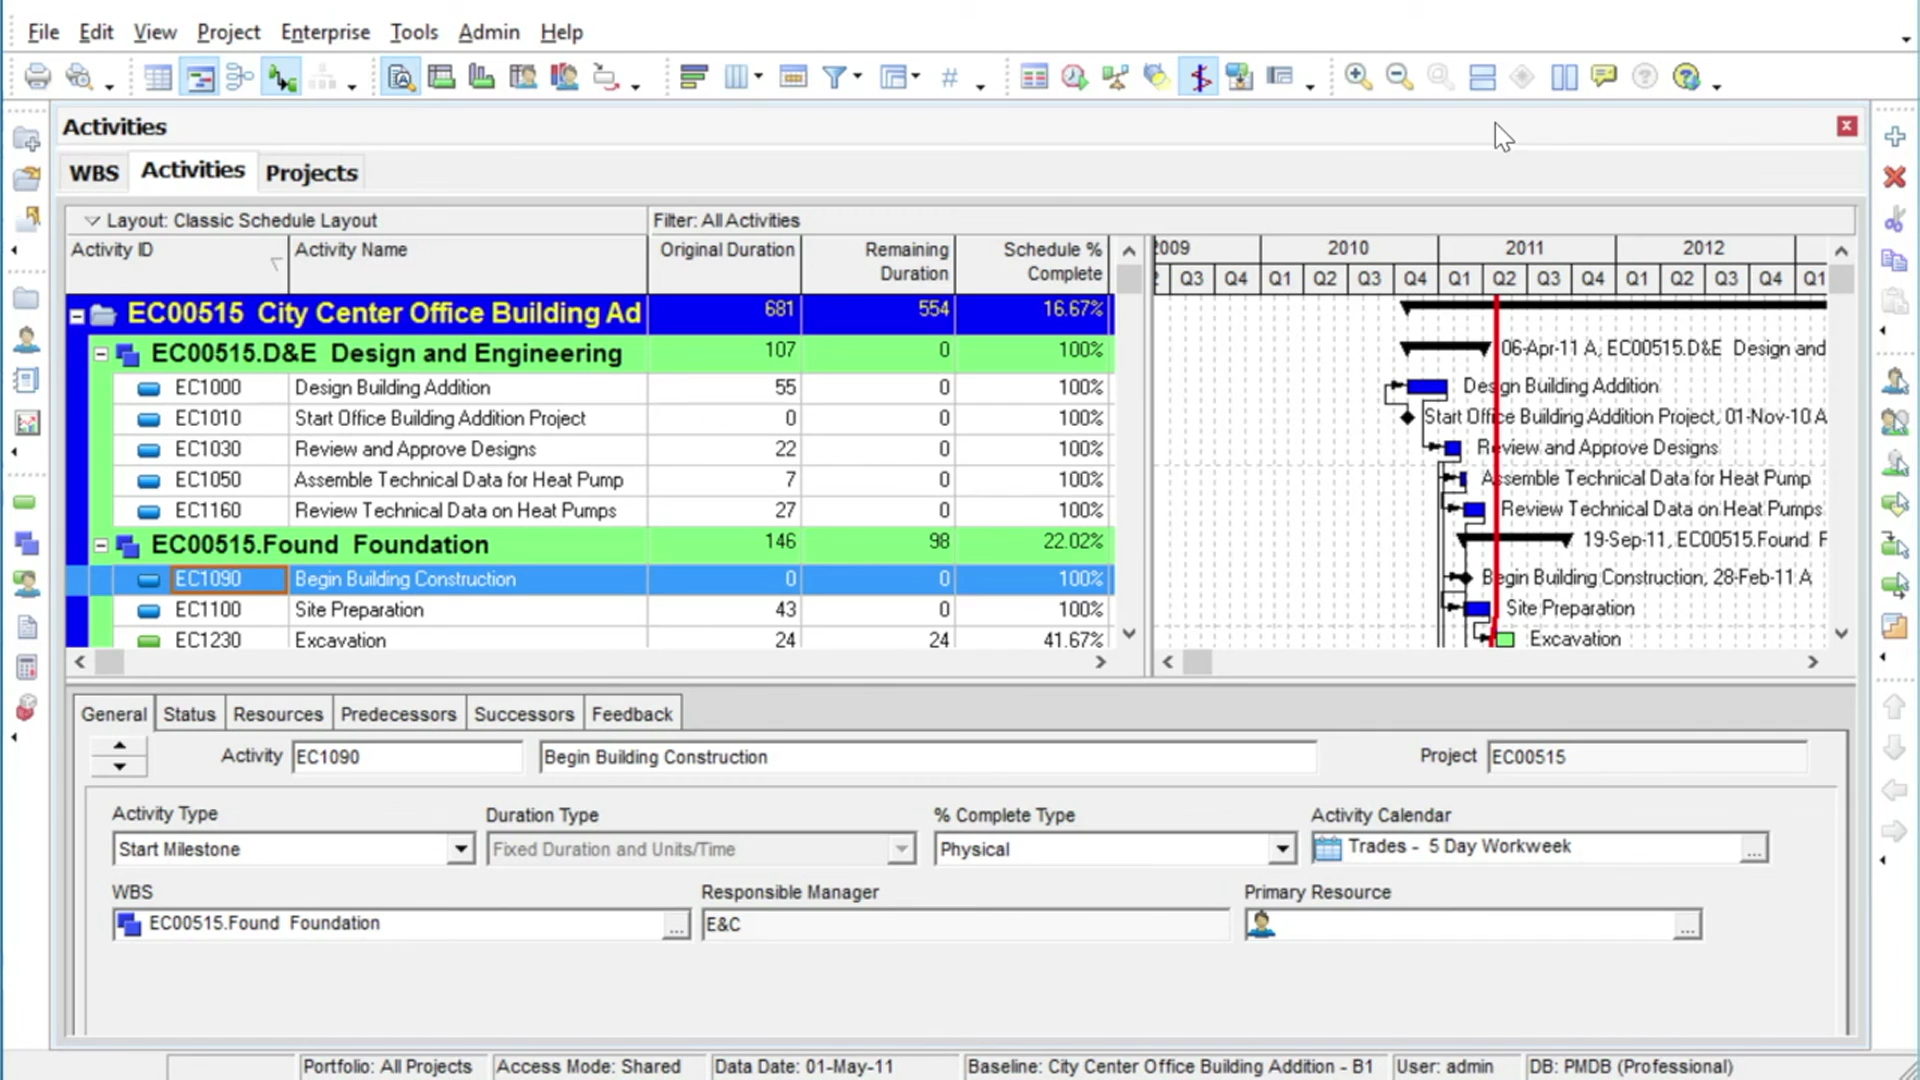 File Edit View Project Enterprise Tools Admin Help
#
Activities
WBS Activities Projects
Layout: Classic Schedule Layout Filter: All Activities
Activity ID Activity Name Original Duration Remaining Duration Schedule % Complete
2010 2011 2012
Q3 Q4 Q1 Q2 Q3 Q4 Q1 Q2 Q3 Q4 Q1 Q2 Q3 Q4 Q1
EC00515 City Center Office Building Ad 681 554 16.67%
EC00515.D&E Design and Engineering 107 0 100% 06-Apr-11 A, EC00515.D&E Design and
EC1000 Design Building Addition 55 0 100% Design Building Addition
EC1010 Start Office Building Addition Project 0 0 100% Start Office Building Addition Project, 01-Nov-10 A
EC1030 Review and Approve Designs 22 0 100% Review and Approve Designs
EC1050 Assemble Technical Data for Heat Pump 7 0 100% Assemble Technical Data for Heat Pump
EC1160 Review Technical Data on Heat Pumps 27 0 100% Review Technical Data on Heat Pumps
EC00515.Found Foundation 146 98 22.02% 19-Sep-11, EC00515.Found F
EC1090 Begin Building Construction 0 0 100% Begin Building Construction, 28-Feb-11 A
EC1100 Site Preparation 43 0 100% Site Preparation
EC1230 Excavation 24 24 41.67% Excavation
General Status Resources Predecessors Successors Feedback
Activity EC1090 Begin Building Construction Project EC00515
Activity Type Duration Type % Complete Type Activity Calendar
Start Milestone Fixed Duration and Units/Time Physical Trades - 5 Day Workweek ...
WBS Responsible Manager Primary Resource
EC00515.Found Foundation ... E&C ...
Portfolio: All Projects Access Mode: Shared Data Date: 01-May-11 Baseline: City Center Office Building Addition - B1 User: admin DB: PMDB (Professional)